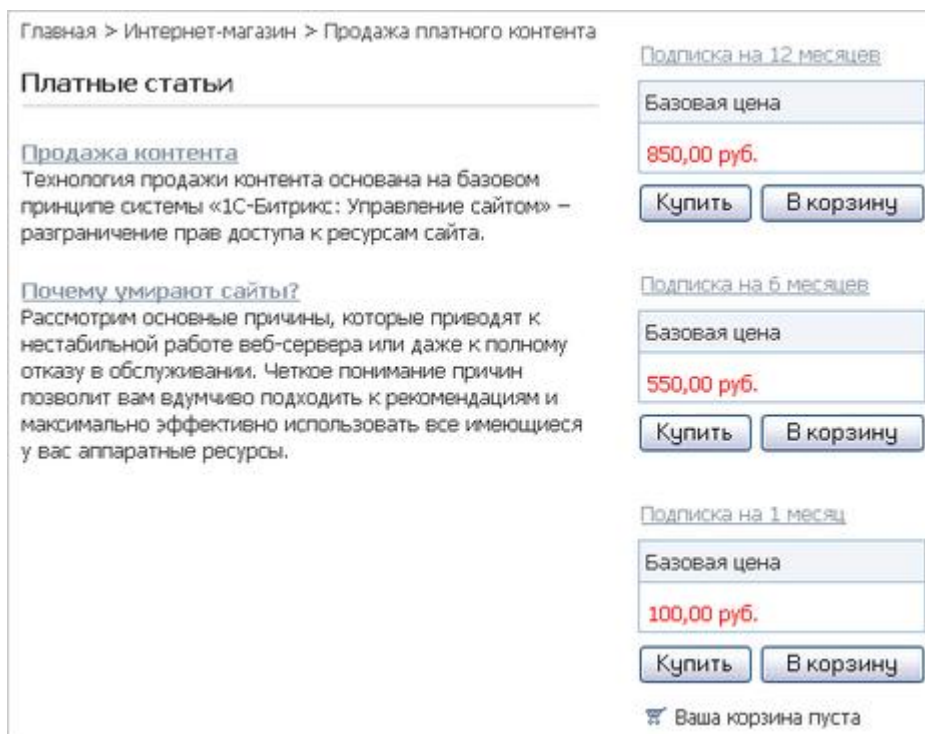 Главная > Интернет-магазин > Продажа платного контента
Платные статьи
Продажа контента
Технология продажи контента основана на базовом
принципе системы «1С-Битрикс: Управление сайтом» –
разграничение прав доступа к ресурсам сайта.
Почему умирают сайты?
Рассмотрим основные причины, которые приводят к
нестабильной работе веб-сервера или даже к полному
отказу в обслуживании. Четкое понимание причин
позволит вам вдумчиво подходить к рекомендациям и
максимально эффективно использовать все имеющиеся
у вас аппаратные ресурсы.
Подписка на 12 месяцев
Базовая цена
850,00 руб.
Купить В корзину
Подписка на 6 месяцев
Базовая цена
550,00 руб.
Купить В корзину
Подписка на 1 месяц
Базовая цена
100,00 руб.
Купить В корзину
Ваша корзина пуста